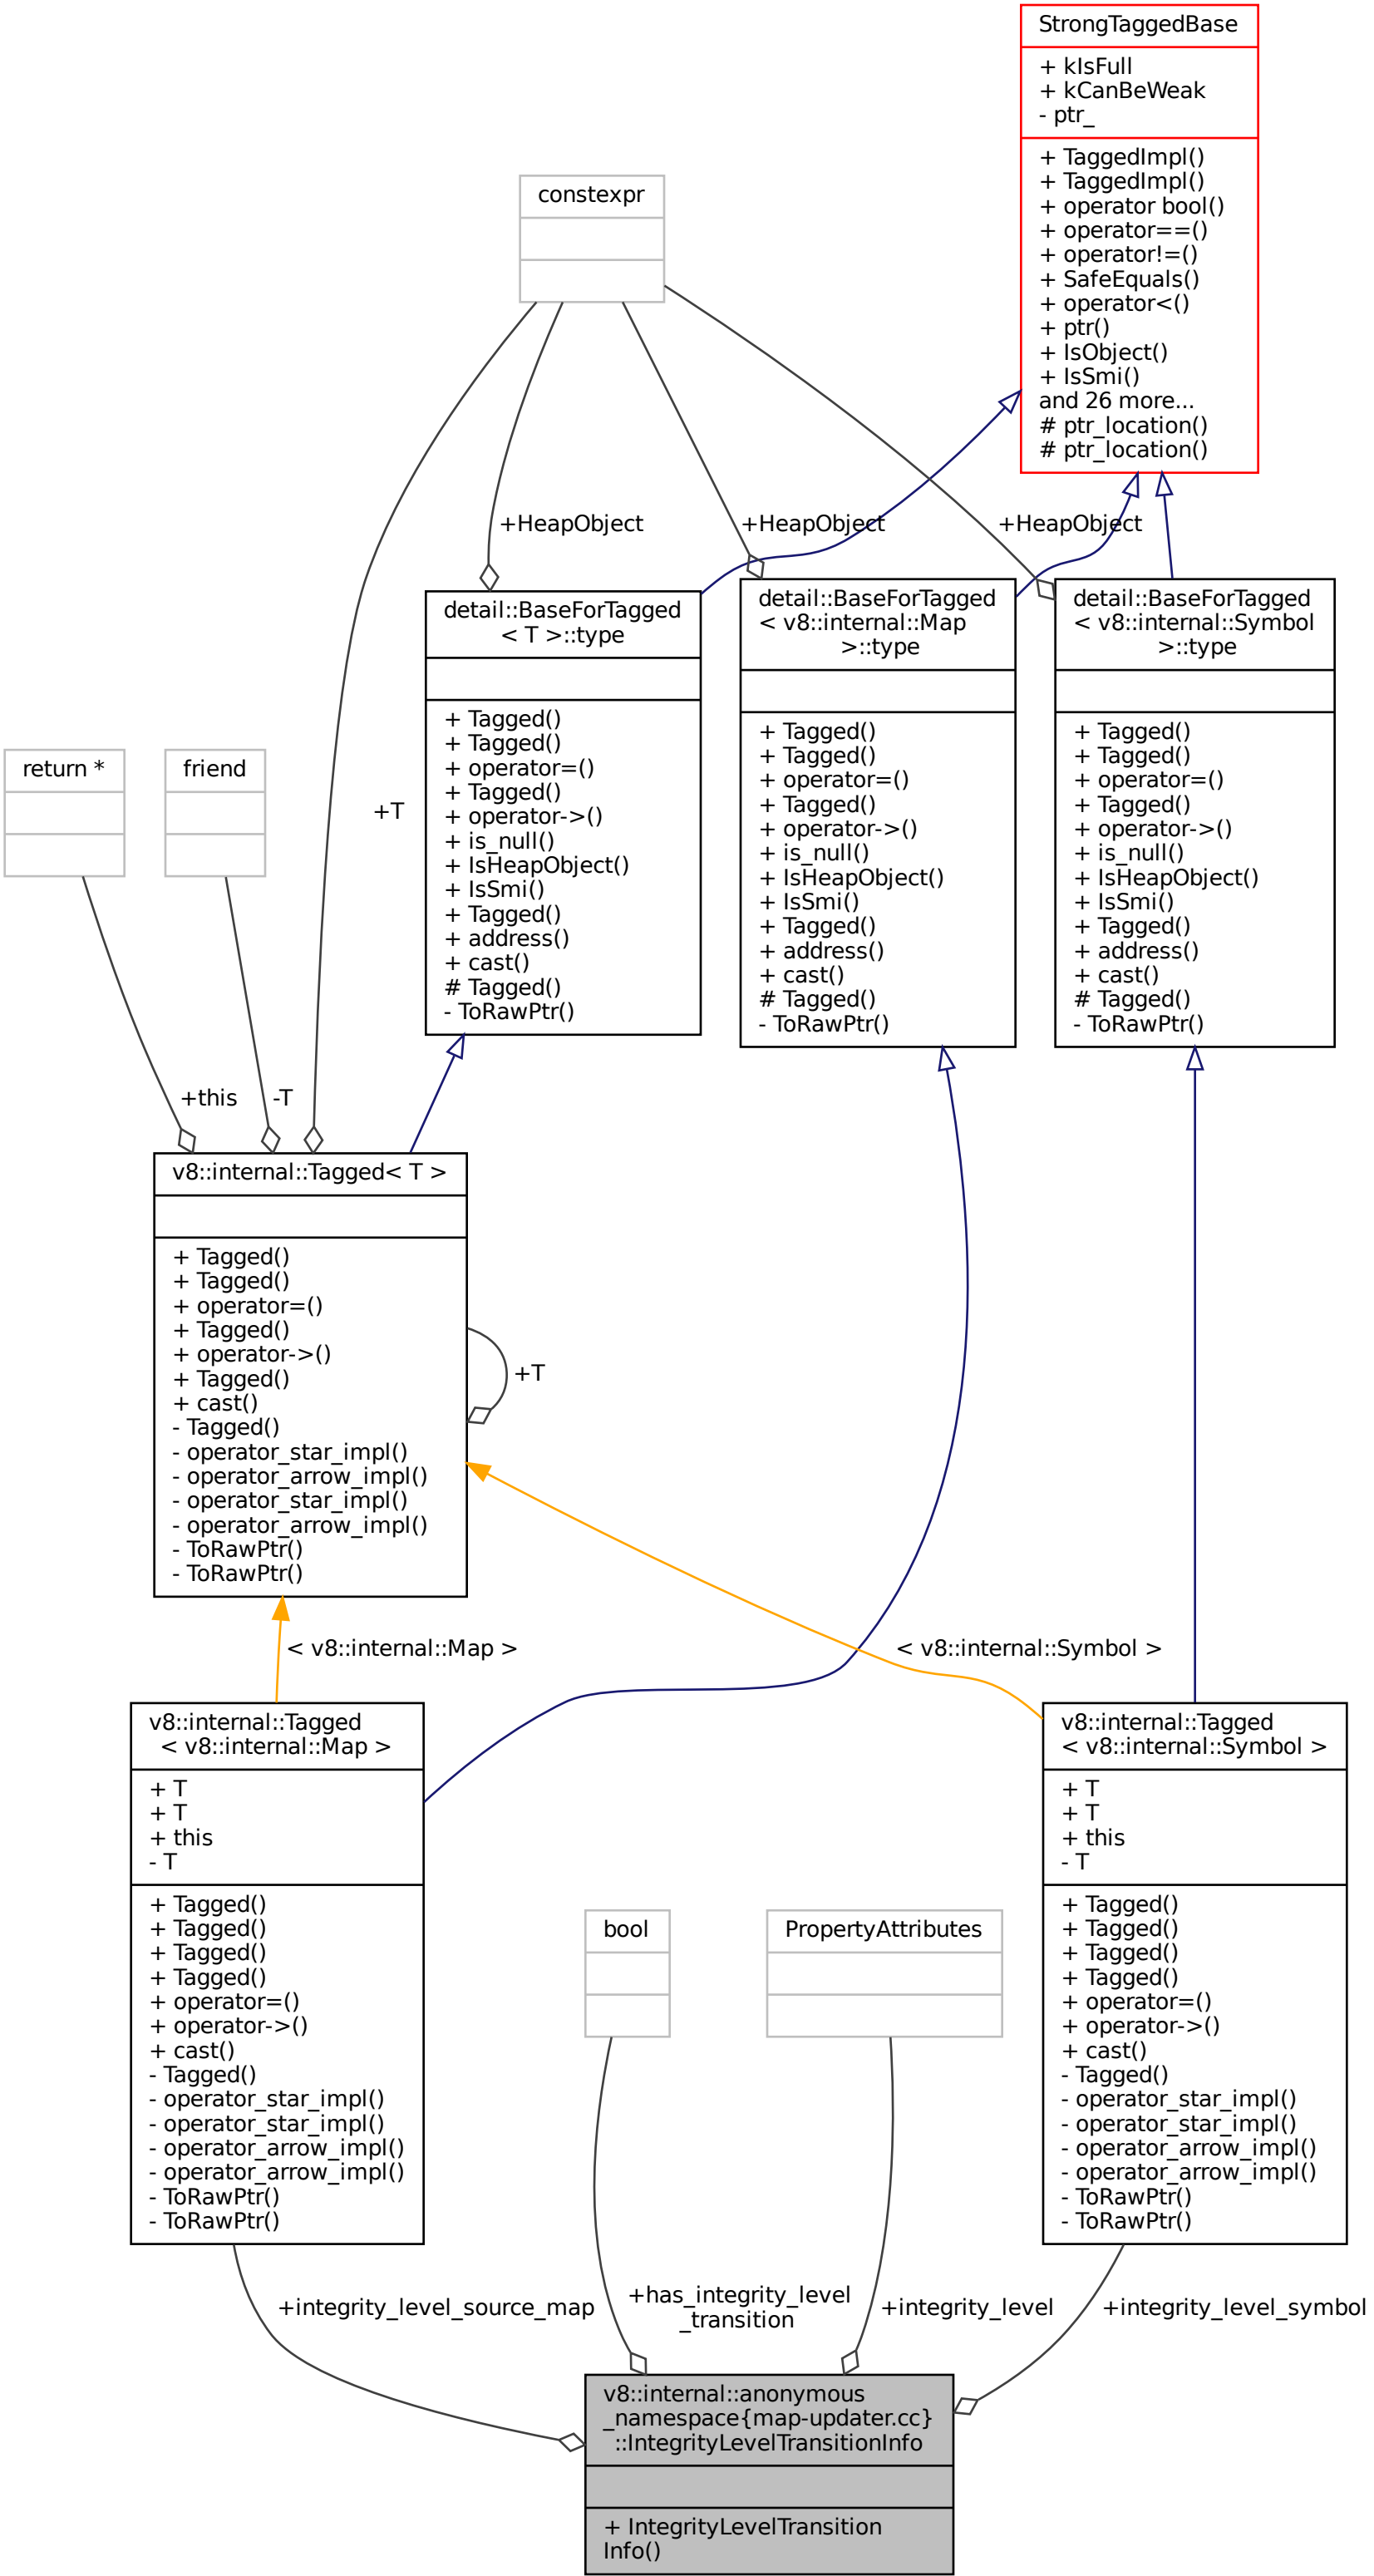 StrongTaggedBase
+ kIsFull
+ kCanBeWeak
- ptr_
+ TaggedImpl()
+ TaggedImpl()
+ operator bool()
+ operator==()
+ operator!=()
+ SafeEquals()
+ operator<()
+ ptr()
+ IsObject()
+ IsSmi()
and 26 more...
# ptr_location()
# ptr_location()
constexpr
+HeapObject
+HeapObject
+HeapObject
detail::BaseForTagged
< T >::type
+ Tagged()
+ Tagged()
+ operator=()
+ Tagged()
+ operator->()
+ is_null()
+ IsHeapObject()
+ IsSmi()
+ Tagged()
+ address()
+ cast()
# Tagged()
- ToRawPtr()
detail::BaseForTagged
< v8::internal::Map
>::type
+ Tagged()
+ Tagged()
+ operator=()
+ Tagged()
+ operator->()
+ is_null()
+ IsHeapObject()
+ IsSmi()
+ Tagged()
+ address()
+ cast()
# Tagged()
- ToRawPtr()
detail::BaseForTagged
< v8::internal::Symbol
>::type
+ Tagged()
+ Tagged()
+ operator=()
+ Tagged()
+ operator->()
+ is_null()
+ IsHeapObject()
+ IsSmi()
+ Tagged()
+ address()
+ cast()
# Tagged()
- ToRawPtr()
return *
friend
+T
+this
-T
v8::internal::Tagged< T >
+ Tagged()
+ Tagged()
+ operator=()
+ Tagged()
+ operator->()
+ Tagged()
+ cast()
- Tagged()
- operator_star_impl()
- operator_arrow_impl()
- operator_star_impl()
- operator_arrow_impl()
- ToRawPtr()
- ToRawPtr()
+T
< v8::internal::Map >
< v8::internal::Symbol >
v8::internal::Tagged
< v8::internal::Map >
+ T
+ T
+ this
- T
+ Tagged()
+ Tagged()
+ Tagged()
+ Tagged()
+ operator=()
+ operator->()
+ cast()
- Tagged()
- operator_star_impl()
- operator_star_impl()
- operator_arrow_impl()
- operator_arrow_impl()
- ToRawPtr()
- ToRawPtr()
bool
PropertyAttributes
v8::internal::Tagged
< v8::internal::Symbol >
+ T
+ T
+ this
- T
+ Tagged()
+ Tagged()
+ Tagged()
+ Tagged()
+ operator=()
+ operator->()
+ cast()
- Tagged()
- operator_star_impl()
- operator_star_impl()
- operator_arrow_impl()
- operator_arrow_impl()
- ToRawPtr()
- ToRawPtr()
+integrity_level_source_map
+has_integrity_level
_transition
+integrity_level
+integrity_level_symbol
v8::internal::anonymous
_namespace{map-updater.cc}
::IntegrityLevelTransitionInfo
+ IntegrityLevelTransition
Info()